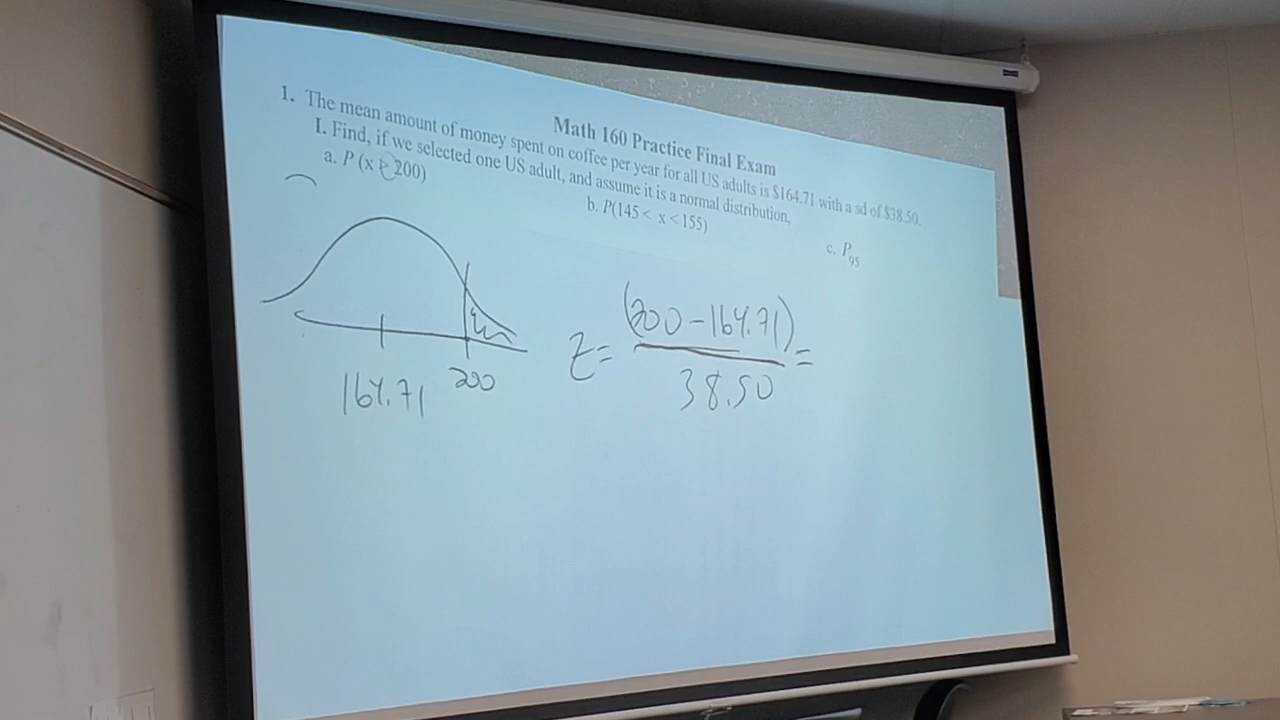 Math 160 Practice Final Exam
1. The mean amount of money spent on coffee per year for all US adults is $164.71 with a sd of $38.50.
I. Find, if we selected one US adult, and assume it is a normal distribution,
a. P (x > 200)
b. P(145 < x < 155)
c. P95
164.71
200
z = (200 - 164.71) =
38.50